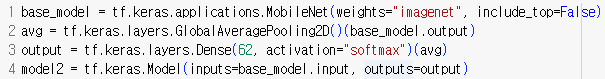 1 base_model = tf.keras.applications.MobileNet(weights="imagenet", include_top=False)
2 avg = tf.keras.layers.GlobalAveragePooling2D()(base_model.output)
3 output = tf.keras.layers.Dense(62, activation="softmax")(avg)
4 model2 = tf.keras.Model(inputs=base_model.input, outputs=output)